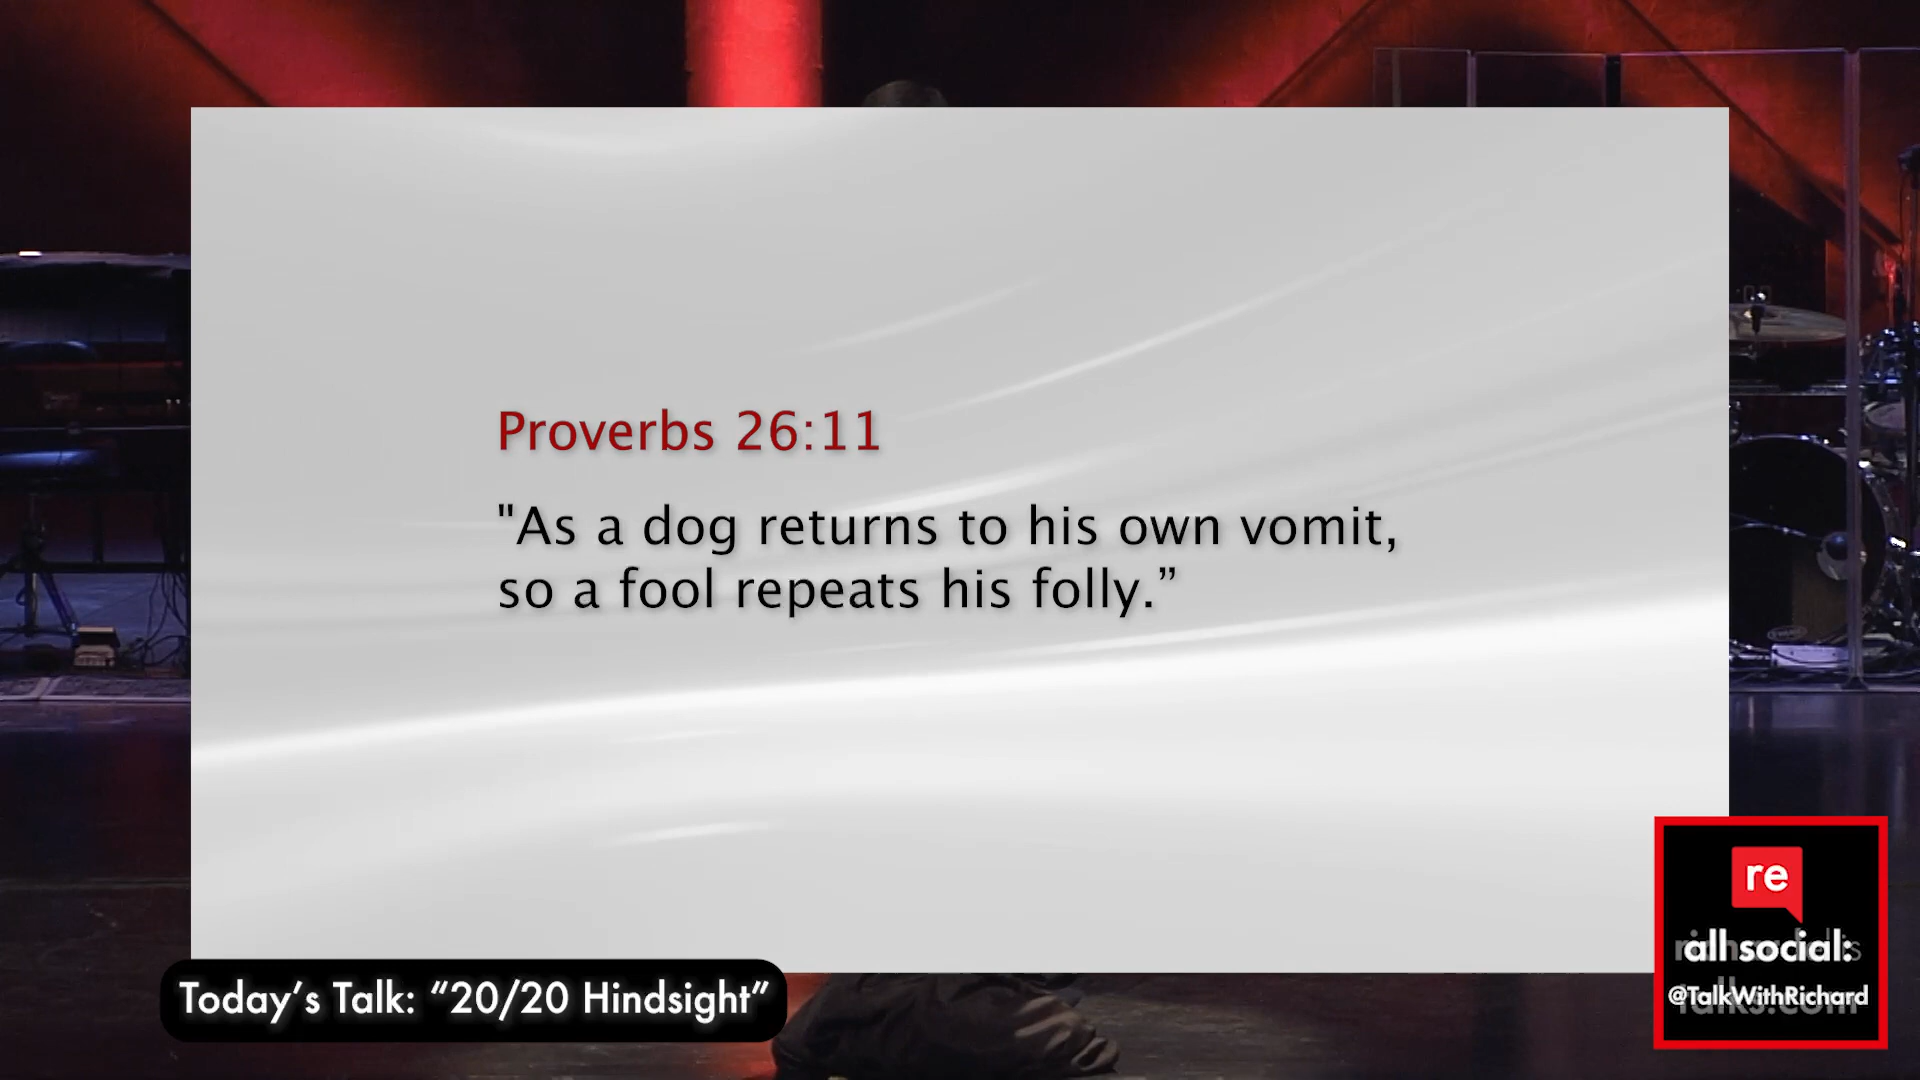 Proverbs 26:11
"As a dog returns to his own vomit,
so a fool repeats his folly.”
Today’s Talk: “20/20 Hindsight”
re
all social:
@TalkWithRichard